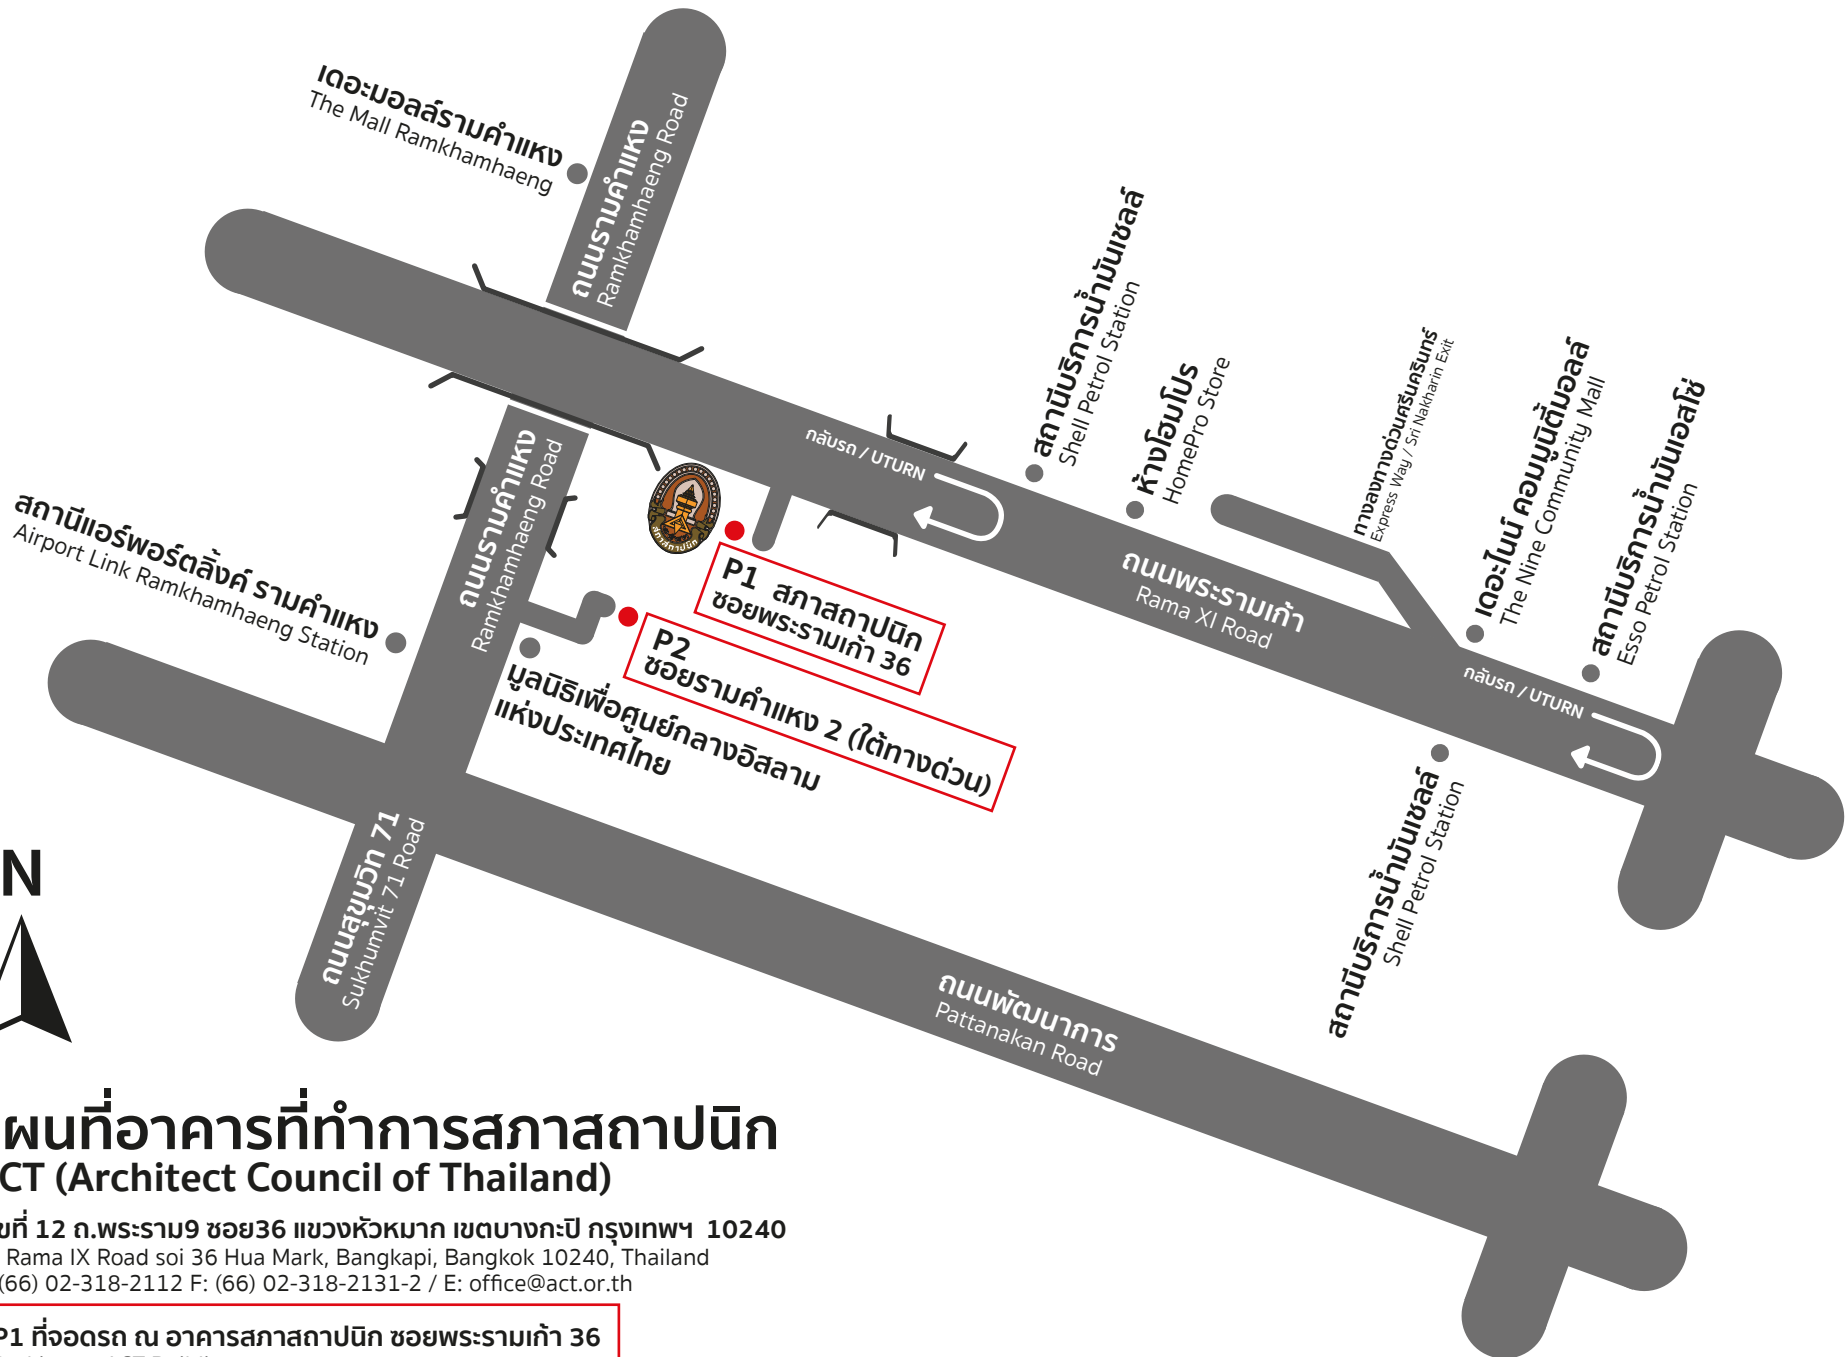 เดอะมอลล์รามคำแหง
The Mall Ramkhamhaeng
ถนนรามคำแหง
Ramkhamhaeng Road
สถานีบริการน้ำมันเชลล์
Shell Petrol Station
ห้างโฮมโปร
HomePro Store
ทางลงทางด่วนศรีนครินทร์
Express Way / Sri Nakharin Exit
เดอะไนน์ คอมมูนิตี้มอลล์
The Nine Community Mall
สถานีบริการน้ำมันเอสโซ่
Esso Petrol Station
กลับรถ / UTURN
สถานีแอร์พอร์ตลิ้งค์ รามคำแหง
Airport Link Ramkhamhaeng Station
ถนนรามคำแหง
Ramkhamhaeng Road
สภาสถาปนิก
P1 สภาสถาปนิก
ซอยพระรามเก้า 36
P2
ซอยรามคำแหง 2 (ใต้ทางด่วน)
มูลนิธิเพื่อศูนย์กลางอิสลาม
แห่งประเทศไทย
ถนนพระรามเก้า
Rama XI Road
กลับรถ / UTURN
สถานีบริการน้ำมันเชลล์
Shell Petrol Station
ถนนสุขุมวิท 71
Sukhumvit 71 Road
ถนนพัฒนาการ
Pattanakan Road
N
ผนที่อาคารที่ทำการสภาสถาปนิก
CT (Architect Council of Thailand)
ขที่ 12 ถ.พระราม9 ซอย36 แขวงหัวหมาก เขตบางกะปิ กรุงเทพฯ 10240
Rama IX Road soi 36 Hua Mark, Bangkapi, Bangkok 10240, Thailand
(66) 02-318-2112 F: (66) 02-318-2131-2 / E: office@act.or.th
P1 ที่จอดรถ ณ อาคารสภาสถาปนิก ซอยพระรามเก้า 36